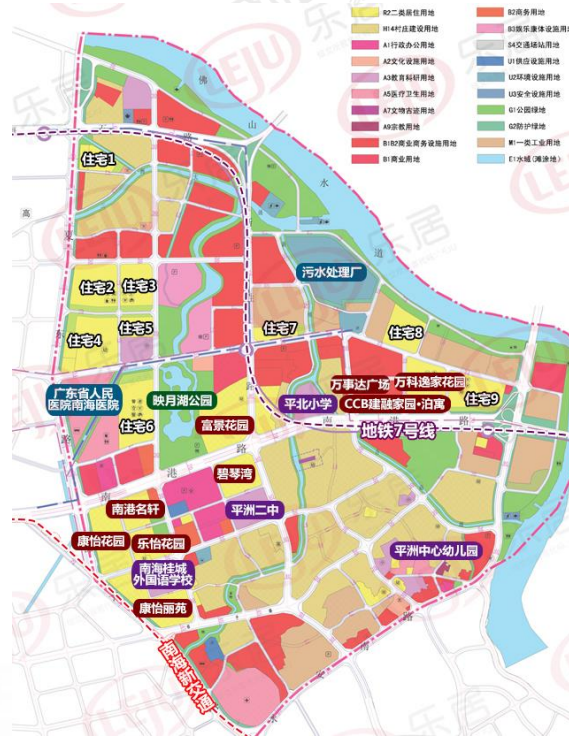 R2二类居住用地
H14村庄建设用地
A1行政办公用地
A2文化设施用地
A3教育科研用地
A5医疗卫生用地
A7文物古迹用地
A9宗教用地
B1B2商业商务设施用地
B1商业用地
B2商务用地
B3娱乐康体设施用地
S4交通场站用地
U1供应设施用地
U2环境设施用地
U3安全设施用地
G1公园绿地
G2防护绿地
M1一类工业用地
E1水域(滩涂地)
乐居
LEJU
佛
山
水
道
路
高
夏
住宅1
污水处理厂
住宅2
住宅3
住宅4
住宅5
住宅7
住宅8
广东省人民
医院南海医院
映月湖公园
万事达广场
万科逸家花园
平北小学
CCB建融家园·泊寓
住宅9
住宅6
富景花园
南
港
路
地铁7号线
碧琴湾
南
港
路
南港名轩
平洲二中
康怡花园
乐怡花园
平洲中心幼儿园
南海桂城
外国语学校
康怡丽苑
南海新交通
南
路